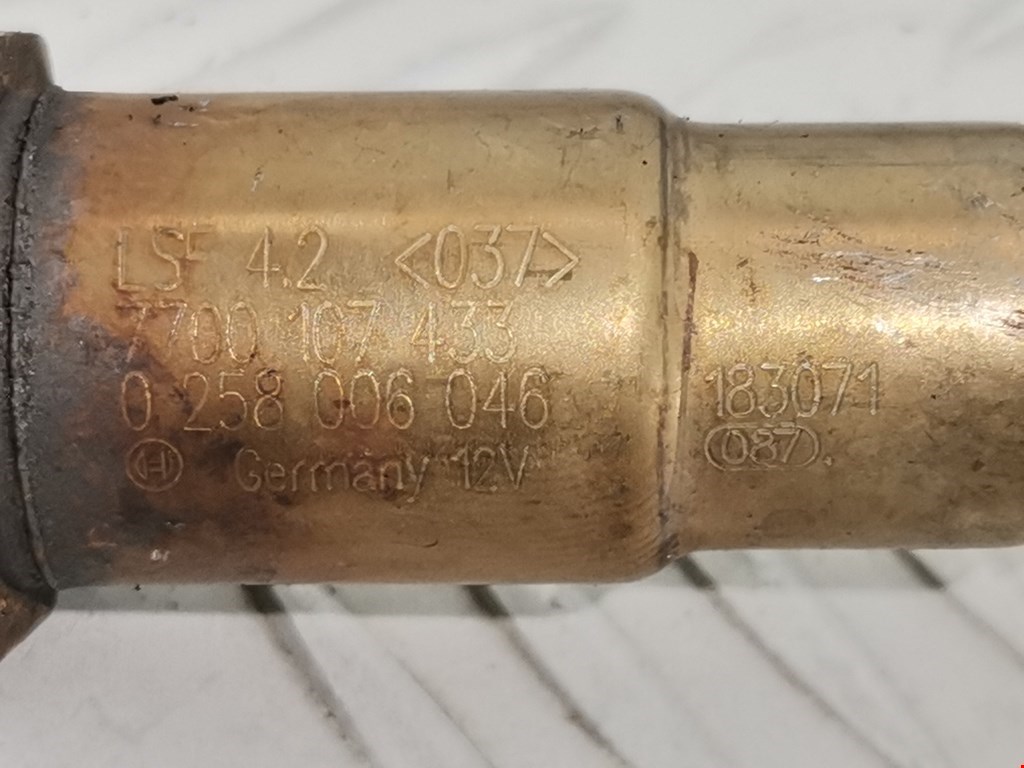 LSF 4.2 <037>
7700 107 433
0 258 006 046
Germany 12V
183071
087